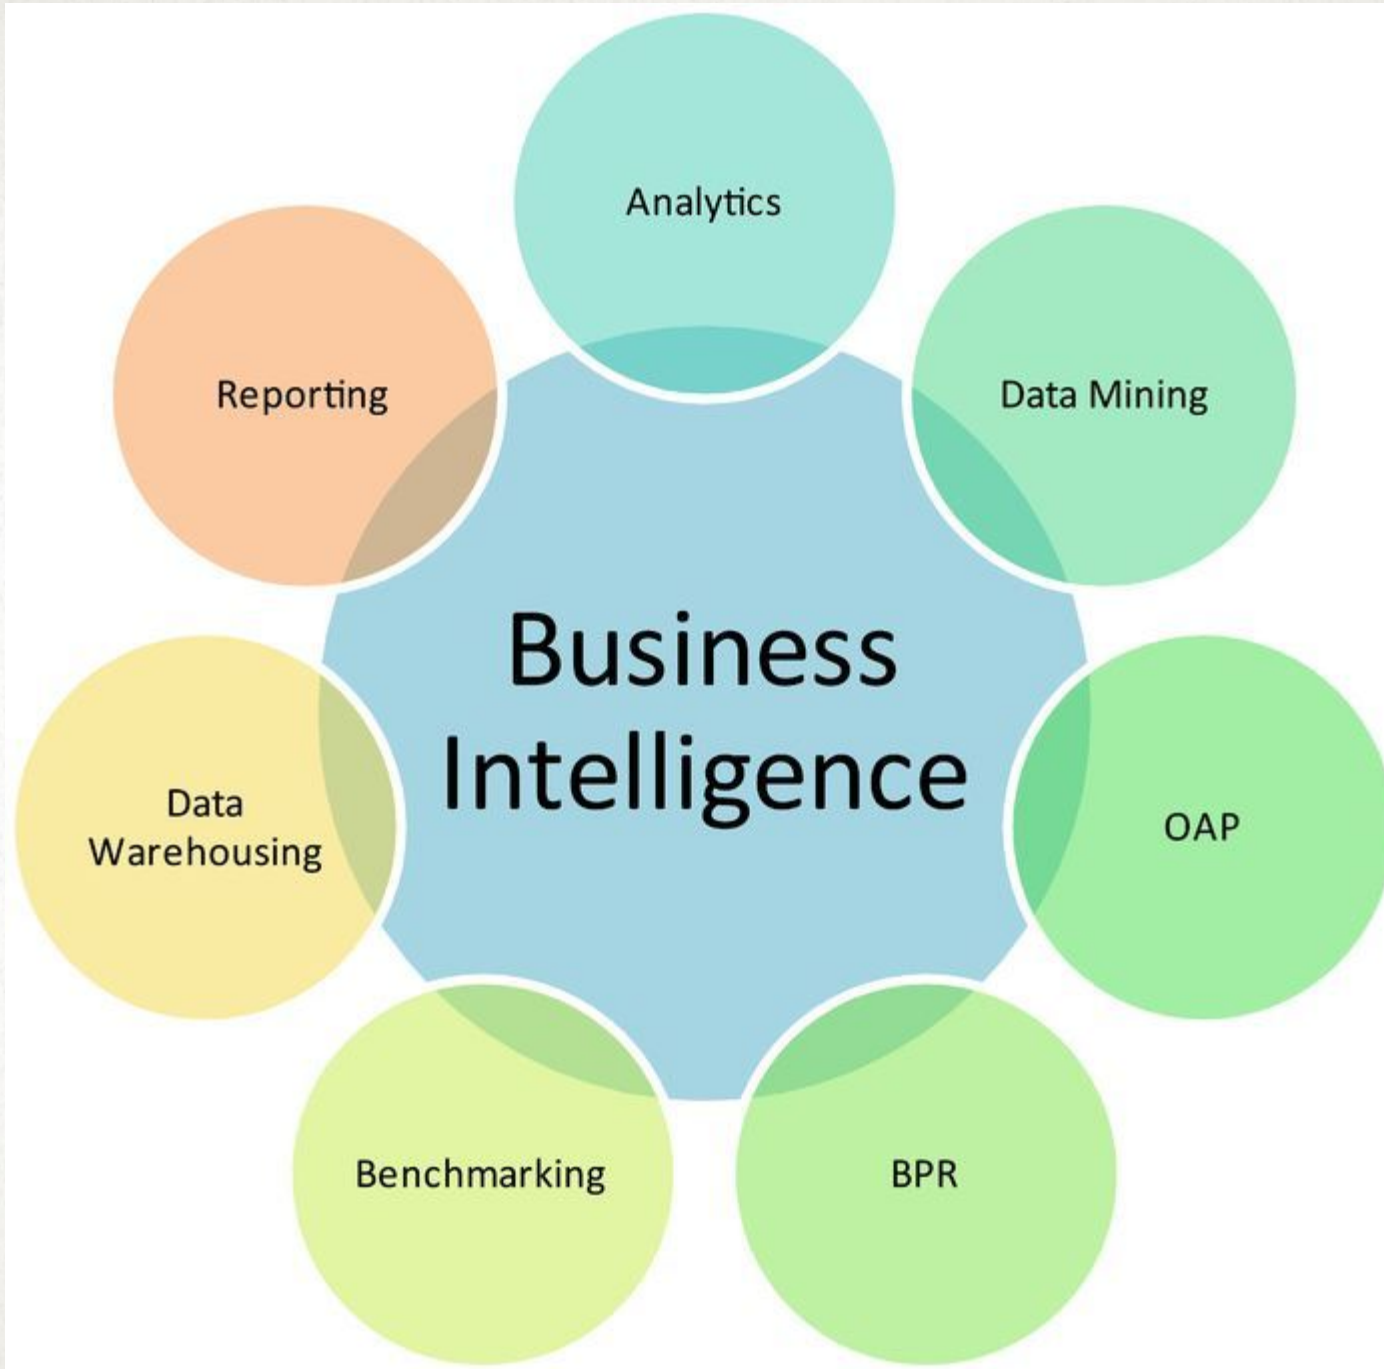 Analytics
Reporting
Data Mining
Business
Intelligence
Data
Warehousing
OAP
Benchmarking
BPR